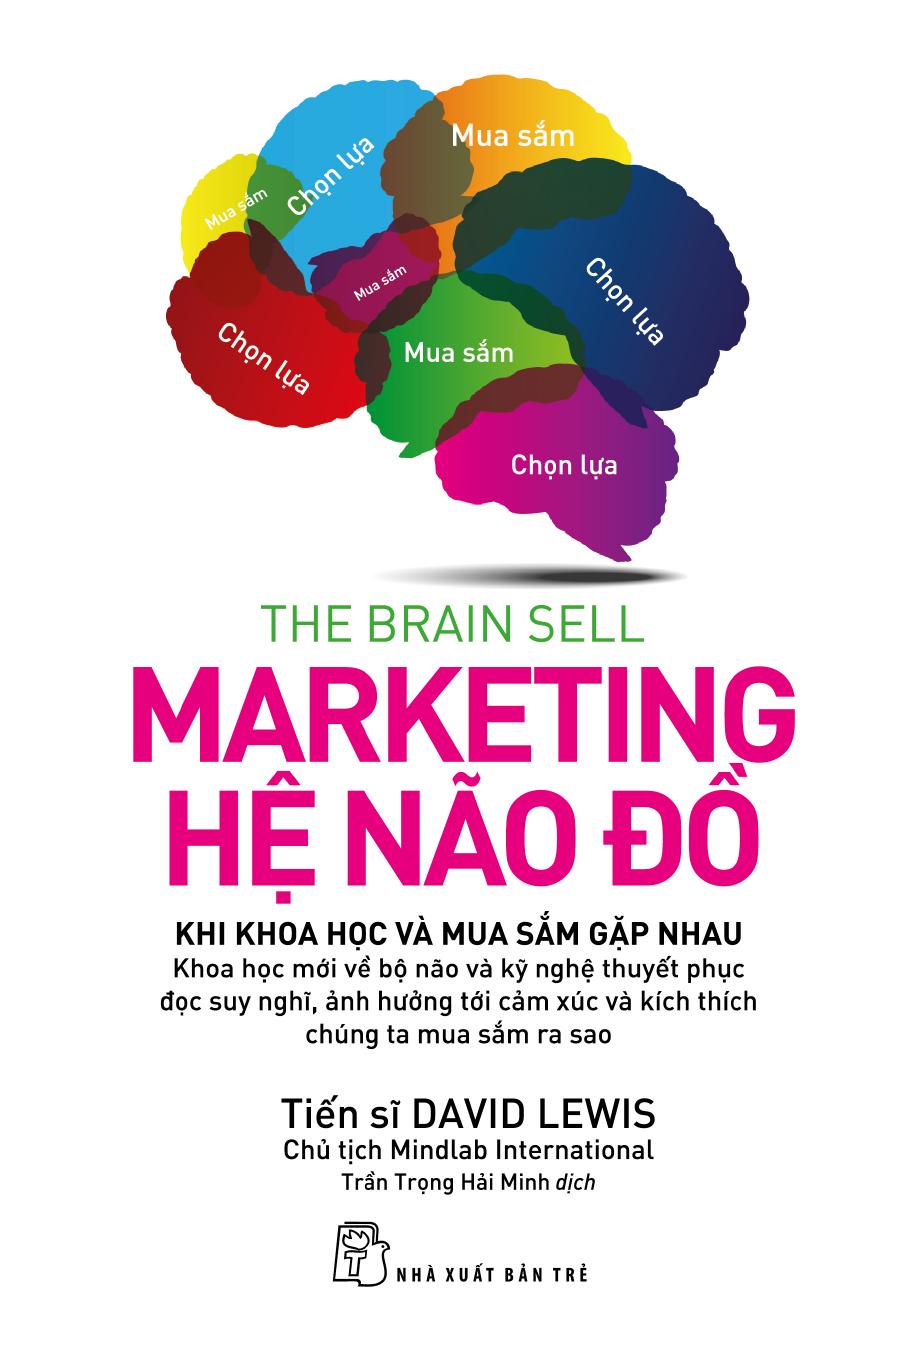 Mua sắm
Chọn lựa
Mua sắm
Mua sắm
Chọn lựa
Chọn lựa
Mua sắm
Chọn lựa
THE BRAIN SELL
MARKETING
HỆ NÃO ĐỒ
KHI KHOA HỌC VÀ MUA SẮM GẶP NHAU
Khoa học mới về bộ não và kỹ nghệ thuyết phục
đọc suy nghĩ, ảnh hưởng tới cảm xúc và kích thích
chúng ta mua sắm ra sao
Tiến sĩ DAVID LEWIS
Chủ tịch Mindlab International
Trần Trọng Hải Minh dịch
T
NHÀ XUẤT BẢN TRẺ